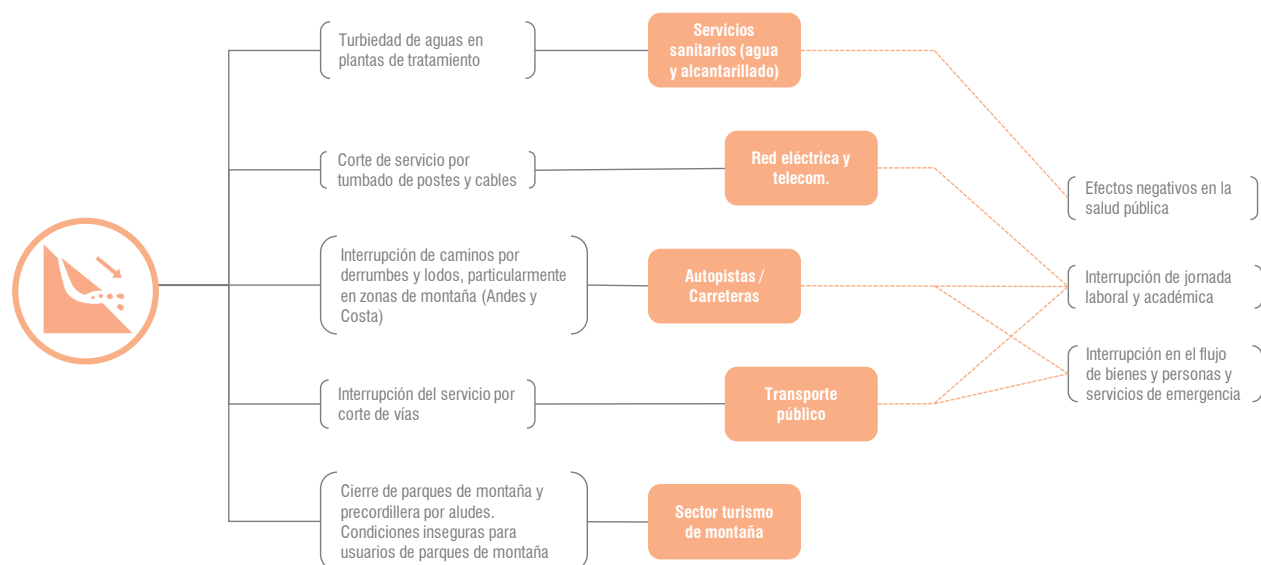 Turbiedad de aguas en
plantas de tratamiento
Servicios
sanitarios (agua
y alcantarillado)
Corte de servicio por
tumbado de postes y cables
Red eléctrica y
telecom.
Efectos negativos en la
salud pública
Interrupción de caminos por
derrumbes y lodos, particularmente
en zonas de montaña (Andes y
Costa)
Autopistas /
Carreteras
Interrupción de jornada
laboral y académica
Interrupción en el flujo
de bienes y personas y
servicios de emergencia
Interrupción del servicio por
corte de vías
Transporte
público
Cierre de parques de montaña y
precordillera por aludes.
Condiciones inseguras para
usuarios de parques de montaña
Sector turismo
de montaña